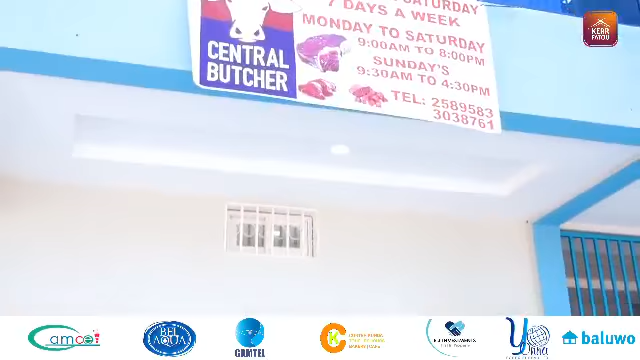 7 DAYS A WEEK
MONDAY TO SATURDAY
9:00AM TO 8:00PM
SUNDAY'S
9:30AM TO 4:30PM
TEL: 2589583
3038761
CENTRAL
BUTCHER
KERR
FATOU
BEL
AQUA
GAMTEL
baluwo